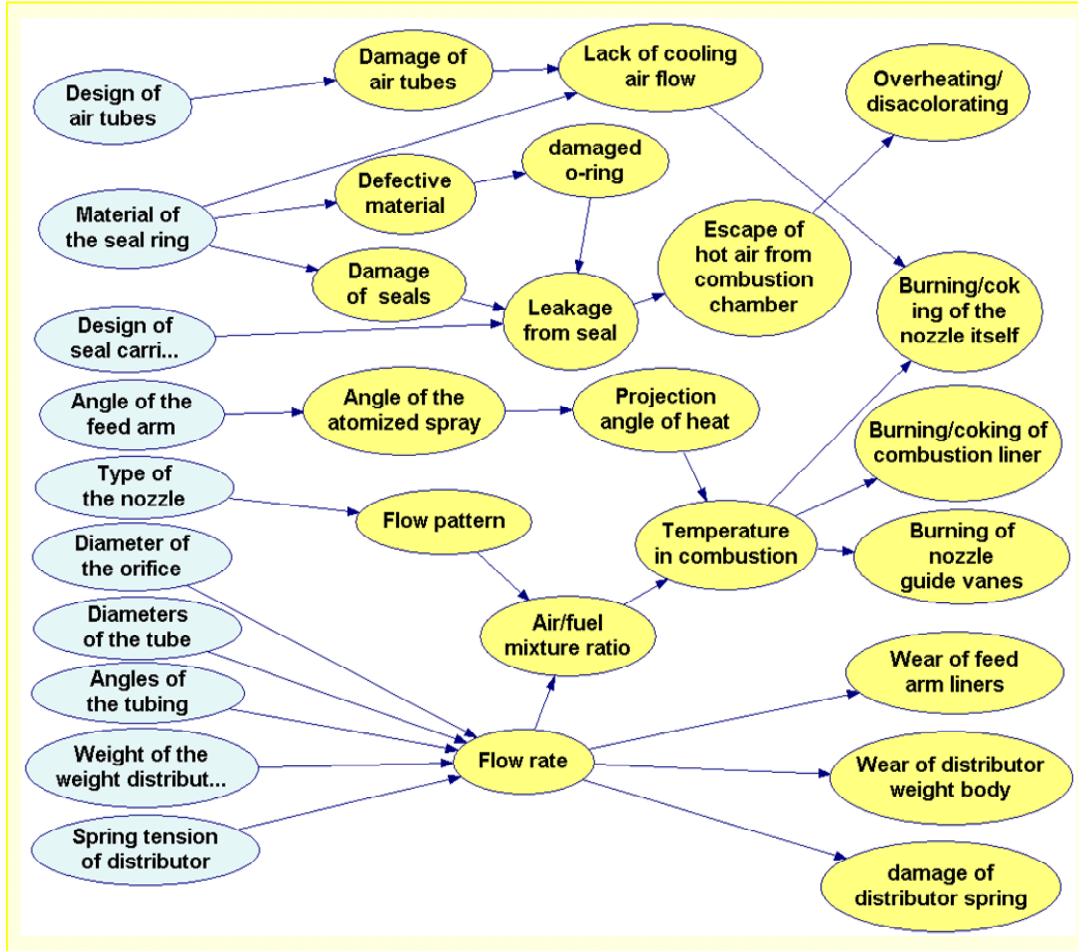 Design of
air tubes
Damage of
air tubes
Lack of cooling
air flow
Overheating/
disacolorating
Material of
the seal ring
Defective
material
damaged
o-ring
Damage
of seals
Leakage
from seal
Escape of
hot air from
combustion
chamber
Burning/cok
ing of the
nozzle itself
Design of
seal carri...
Angle of the
feed arm
Angle of the
atomized spray
Projection
angle of heat
Burning/coking of
combustion liner
Type of
the nozzle
Flow pattern
Temperature
in combustion
Burning of
nozzle
guide vanes
Diameter of
the orifice
Diameters
of the tube
Air/fuel
mixture ratio
Angles of
the tubing
Wear of feed
arm liners
Weight of the
weight distribut...
Flow rate
Wear of distributor
weight body
Spring tension
of distributor
damage of
distributor spring